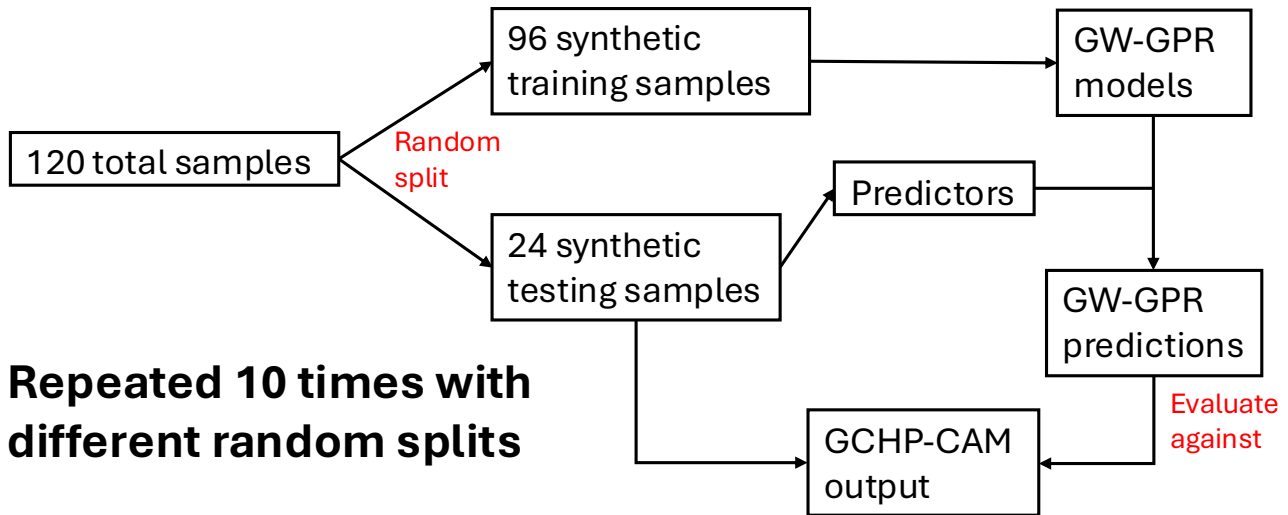 120 total samples
Random
split
96 synthetic
training samples
GW-GPR
models
24 synthetic
testing samples
Predictors
GW-GPR
predictions
Evaluate
against
GCHP-CAM
output
Repeated 10 times with
different random splits